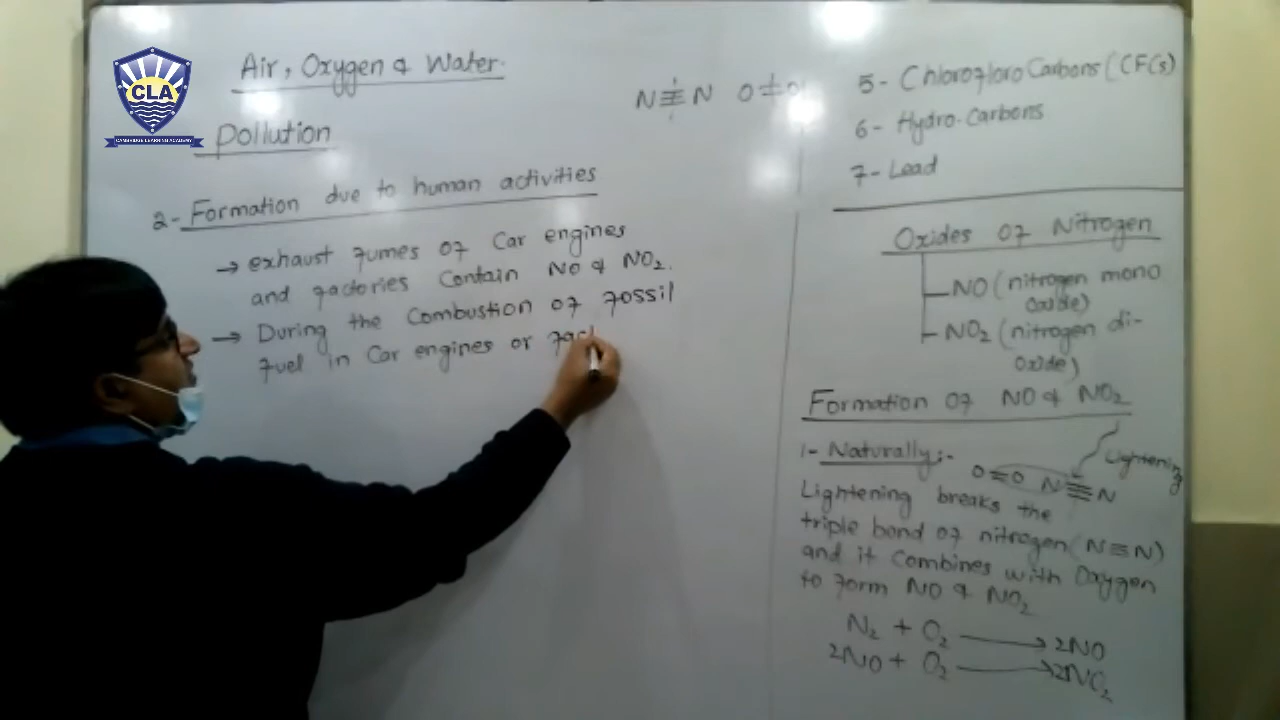 CLA
CAMBRIDGE LEARNING ACADEMY
Air, Oxygen & Water.
Pollution
N≡N O=O
2- Formation due to human activities
→ exhaust fumes of Car engines
and factories Contain NO & NO₂.
→ During the Combustion of fossil
fuel in Car engines or fac
5- Chlorofloro Carbons (CFCs)
6- Hydro-Carbons
7- Lead
Oxides of Nitrogen
NO (nitrogen mono
oxide)
NO₂ (nitrogen di-
oxide)
Formation of NO & NO₂
1- Naturally:-
Lightening
O=O N≡N
Lightening breaks the
triple bond of nitrogen (N≡N)
and it Combines with Oxygen
to form NO & NO₂
N₂ + O₂ → 2NO
2NO + O₂ → 2NO₂